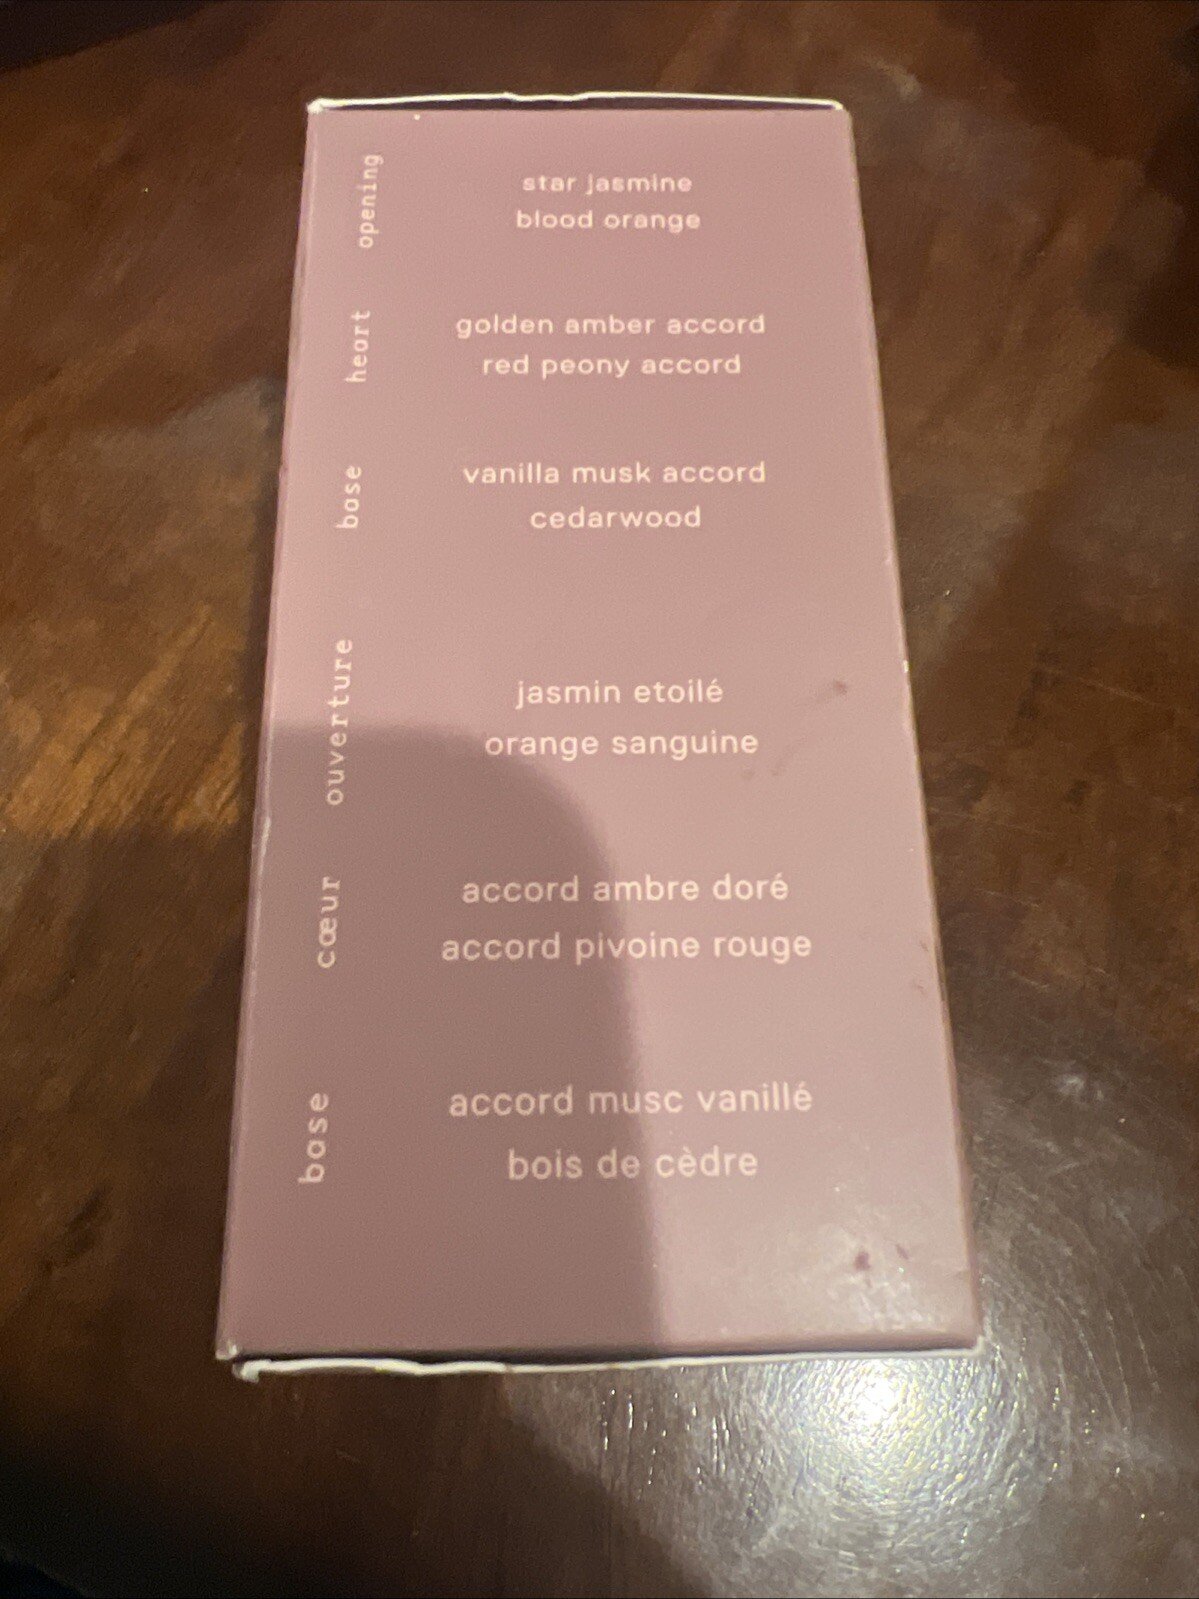 opening
star jasmine
blood orange
heart
golden amber accord
red peony accord
base
vanilla musk accord
cedarwood
ouverture
jasmin etoilé
orange sanguine
cœur
accord ambre doré
accord pivoine rouge
base
accord musc vanillé
bois de cèdre